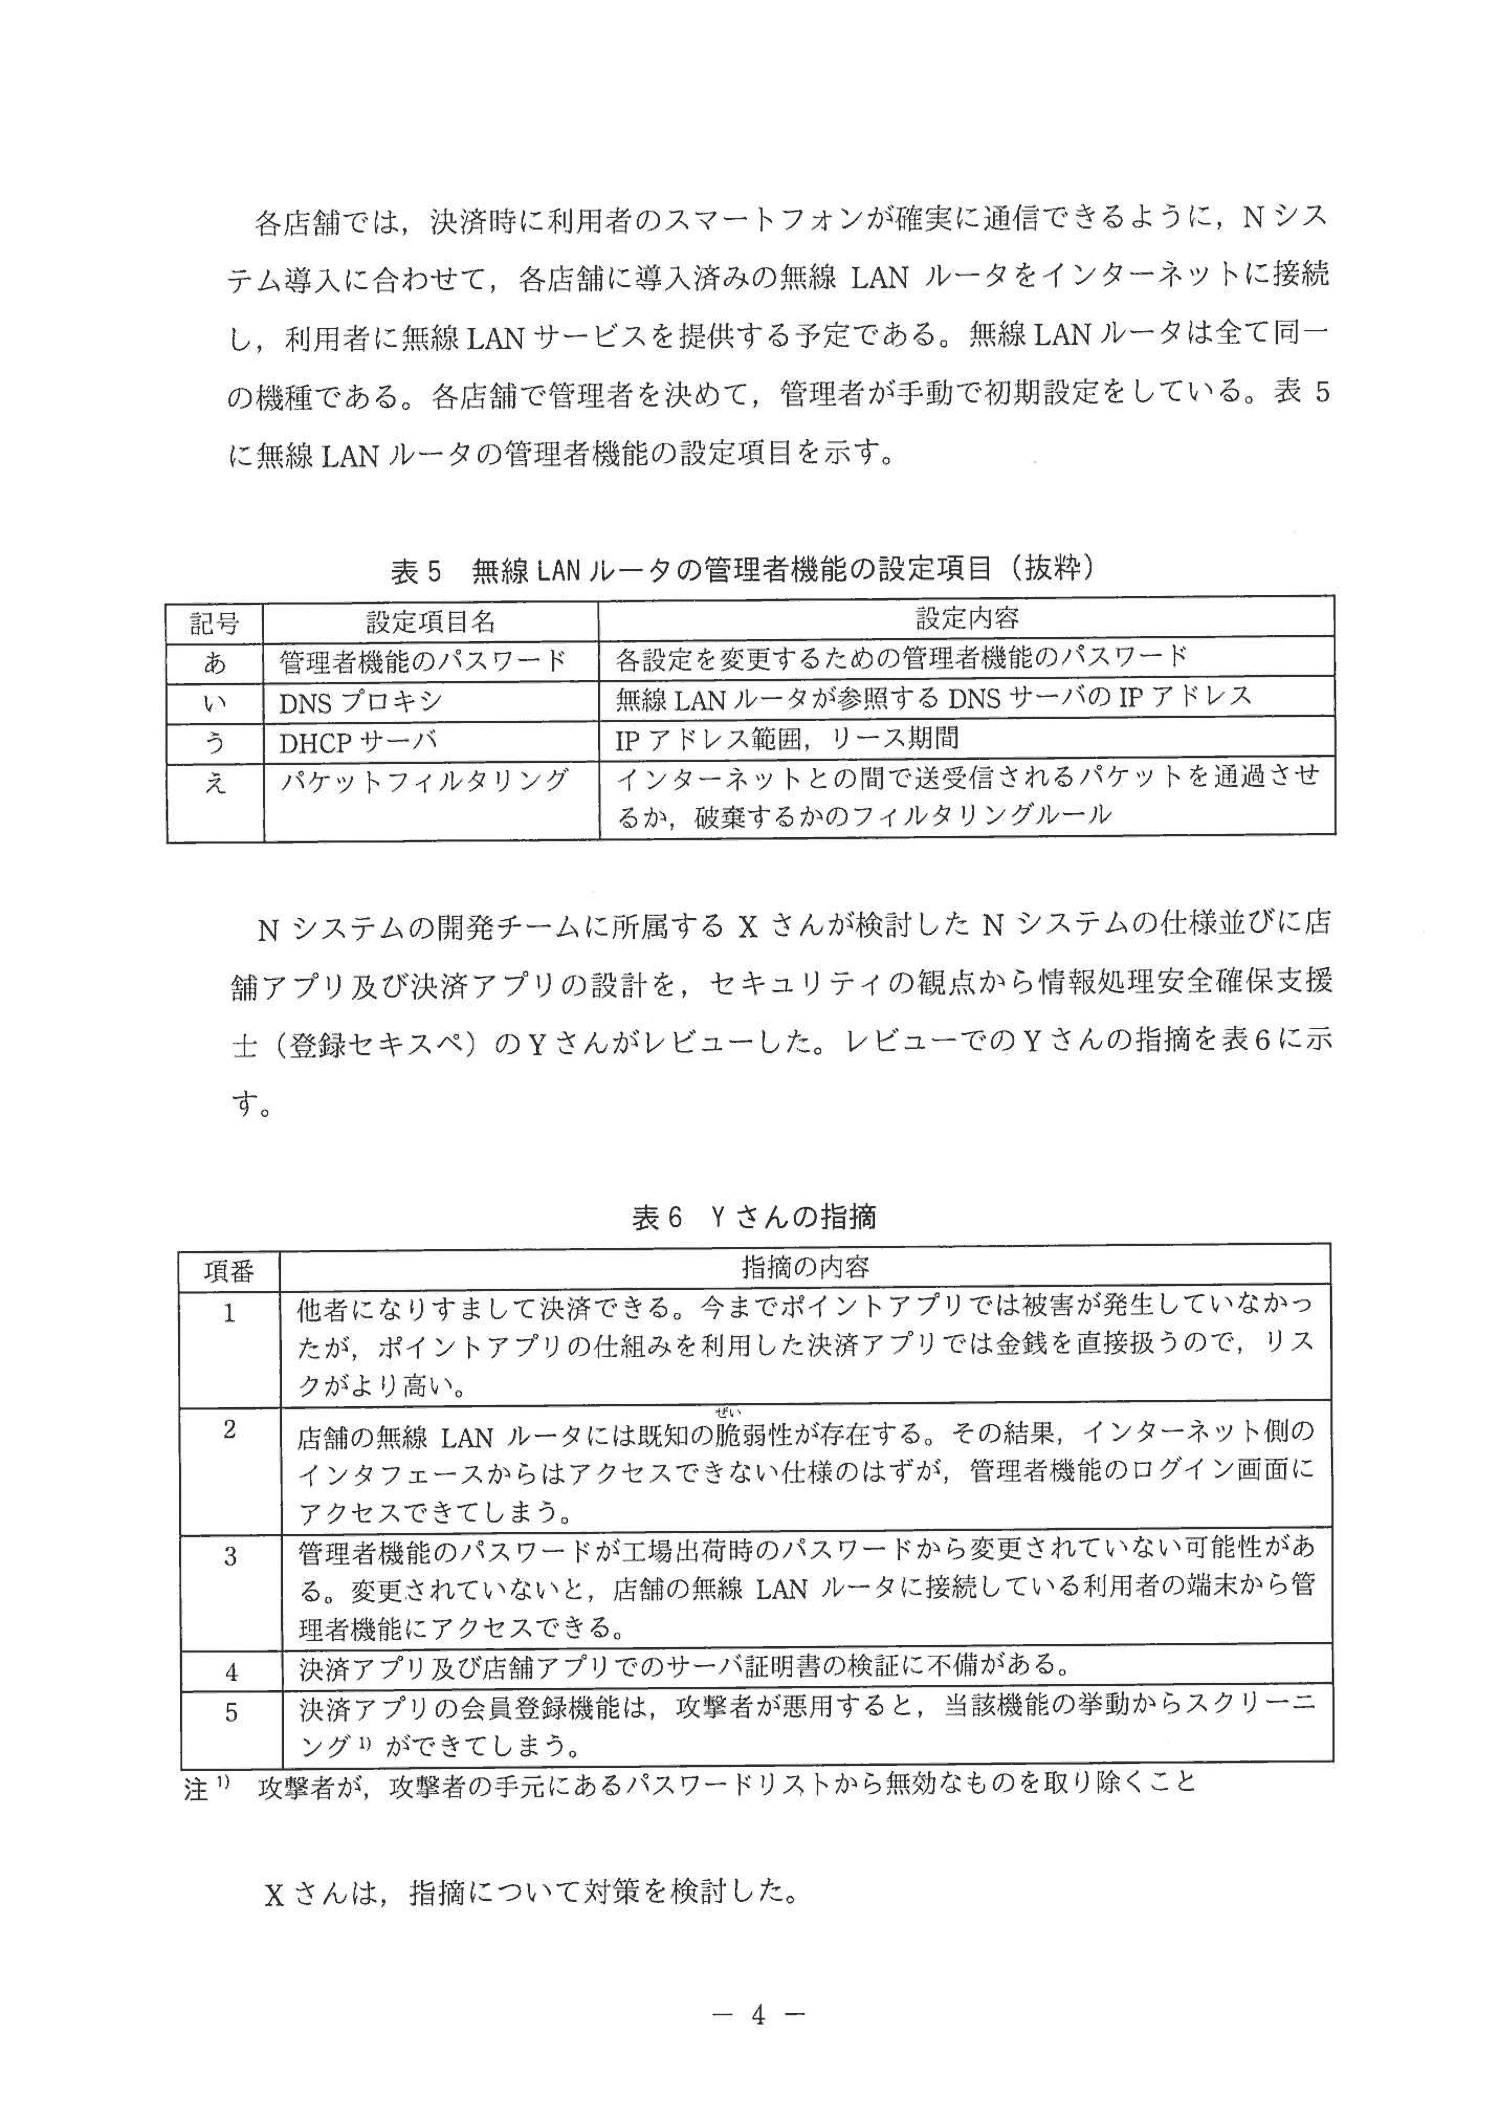 各店舗では，決済時に利用者のスマートフォンが確実に通信できるように，N シス
テム導入に合わせて，各店舗に導入済みの無線 LAN ルータをインターネットに接続
し，利用者に無線 LAN サービスを提供する予定である。無線 LAN ルータは全て同一
の機種である。各店舗で管理者を決めて，管理者が手動で初期設定をしている。表 5
に無線 LAN ルータの管理者機能の設定項目を示す。
表 5　無線 LAN ルータの管理者機能の設定項目（抜粋）
記号　設定項目名　設定内容
あ　管理者機能のパスワード　各設定を変更するための管理者機能のパスワード
い　DNS プロキシ　無線 LAN ルータが参照する DNS サーバの IP アドレス
う　DHCP サーバ　IP アドレス範囲，リース期間
え　パケットフィルタリング　インターネットとの間で送受信されるパケットを通過させ
るか，破棄するかのフィルタリングルール
N システムの開発チームに所属する X さんが検討した N システムの仕様並びに店
舗アプリ及び決済アプリの設計を，セキュリティの観点から情報処理安全確保支援
士（登録セキスペ）の Y さんがレビューした。レビューでの Y さんの指摘を表 6 に示
す。
表 6　Y さんの指摘
項番　指摘の内容
1　他者になりすまして決済できる。今までポイントアプリでは被害が発生していなかっ
たが，ポイントアプリの仕組みを利用した決済アプリでは金銭を直接扱うので，リス
クがより高い。
ぜい
2　店舗の無線 LAN ルータには既知の脆弱性が存在する。その結果，インターネット側の
インタフェースからはアクセスできない仕様のはずが，管理者機能のログイン画面に
アクセスできてしまう。
3　管理者機能のパスワードが工場出荷時のパスワードから変更されていない可能性があ
る。変更されていないと，店舗の無線 LAN ルータに接続している利用者の端末から管
理者機能にアクセスできる。
4　決済アプリ及び店舗アプリでのサーバ証明書の検証に不備がある。
5　決済アプリの会員登録機能は，攻撃者が悪用すると，当該機能の挙動からスクリーニ
ング 1) ができてしまう。
注 1)　攻撃者が，攻撃者の手元にあるパスワードリストから無効なものを取り除くこと
X さんは，指摘について対策を検討した。
－ 4 －